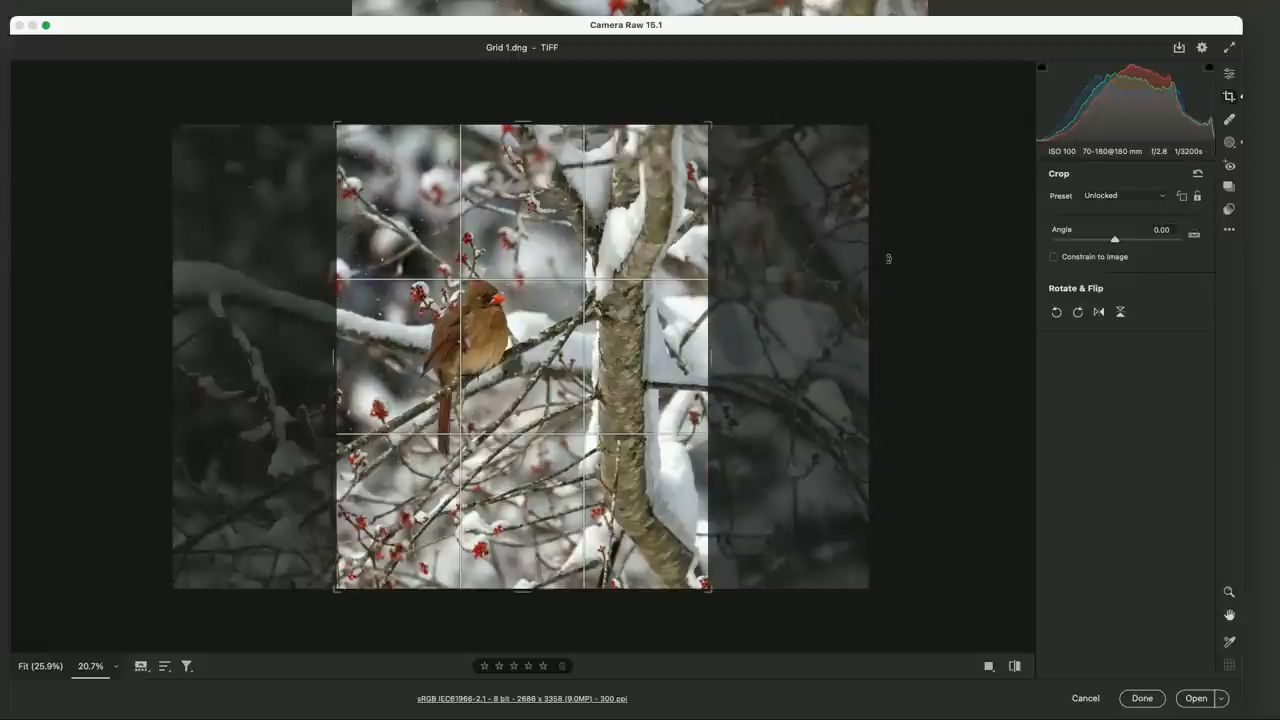 Camera Raw 15.1
Grid 1.dng - TIFF
ISO 100 70-180@180 mm f/2.8 1/3200s
Crop
Preset Unlocked
Angle 0.00
Constrain to Image
Rotate & Flip
Fit (25.9%) 20.7%
sRGB IEC61966-2.1 - 8 bit - 2686 x 3358 (9.0MP) - 300 ppi
Cancel Done Open